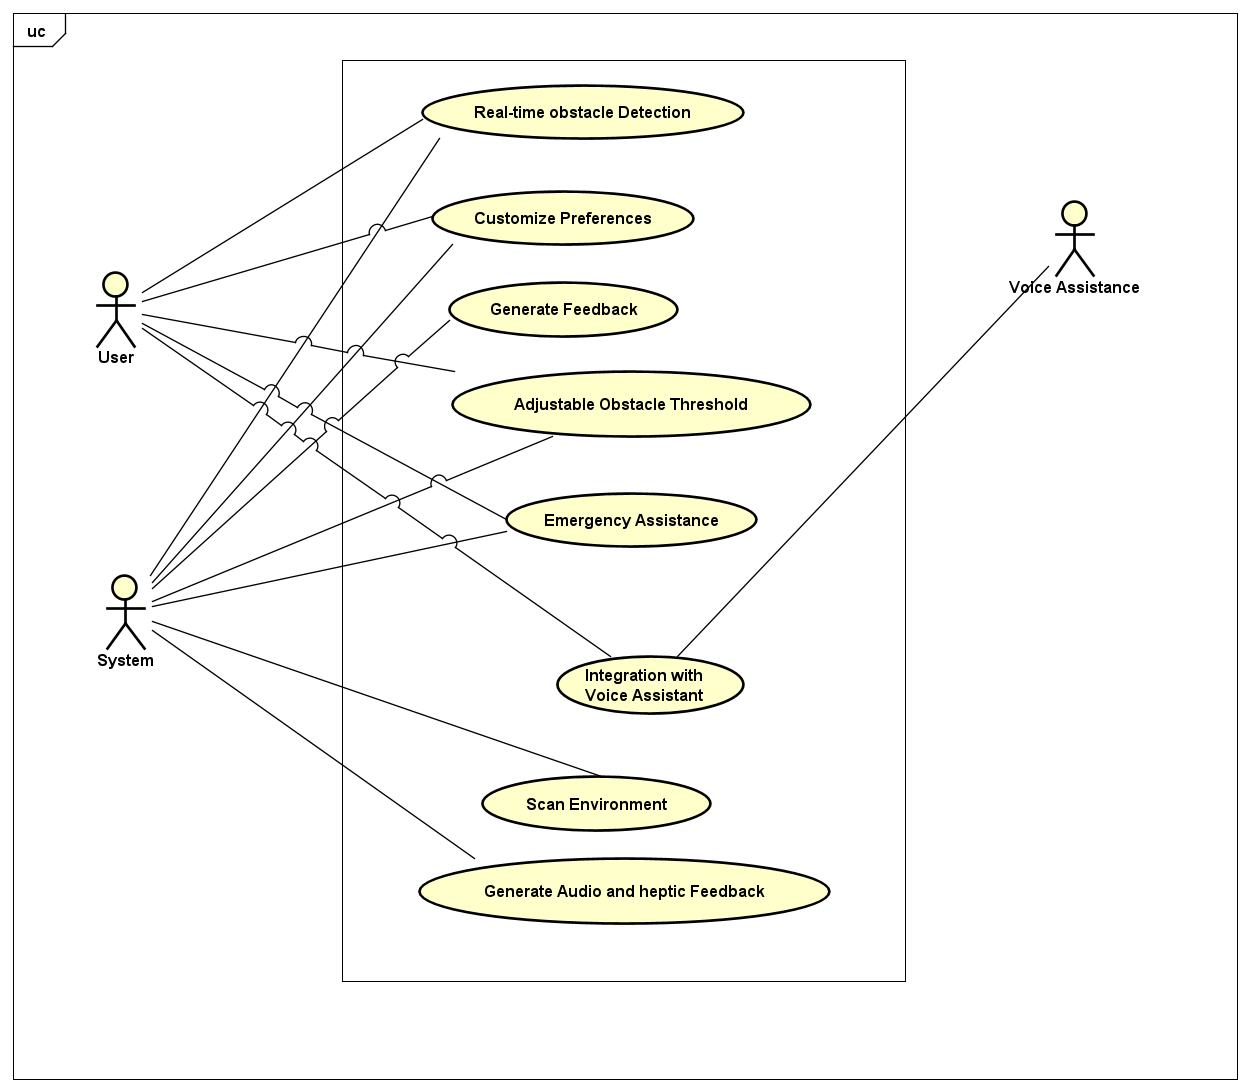 uc
Real-time obstacle Detection
Customize Preferences
Generate Feedback
Adjustable Obstacle Threshold
Emergency Assistance
Integration with
Voice Assistant
Scan Environment
Generate Audio and heptic Feedback
User
System
Voice Assistance